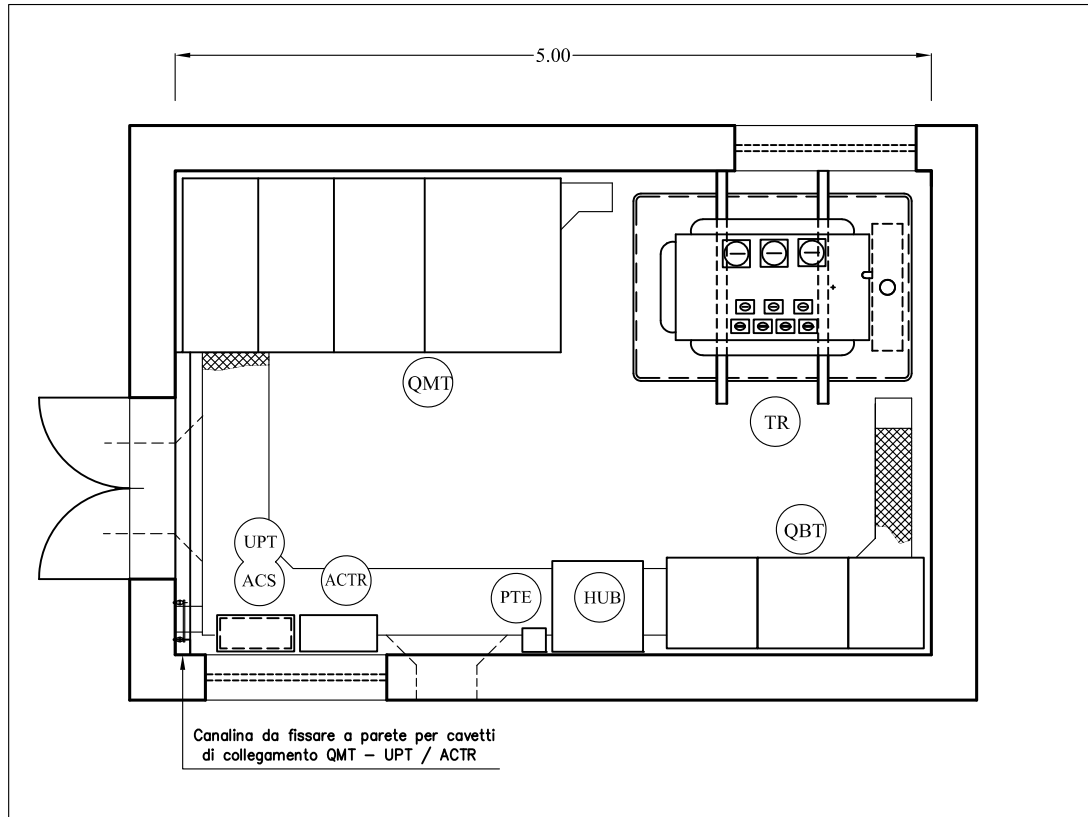 5.00
QMT
TR
QBT
UPT
ACS
ACTR
PTE
HUB
Canalina da fissare a parete per cavetti
di collegamento QMT – UPT / ACTR